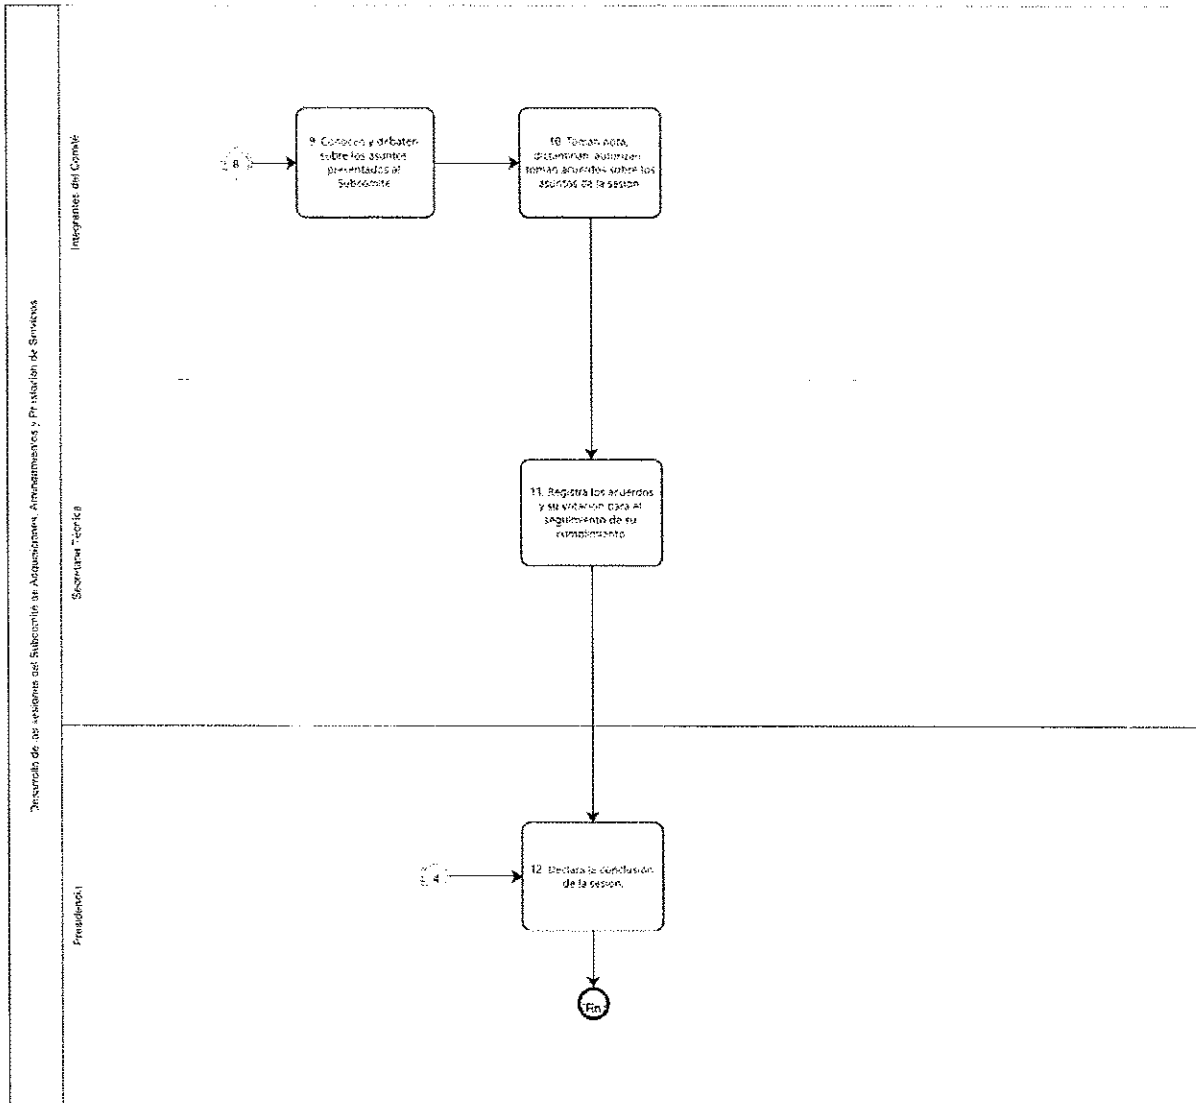 Desarrollo de las sesiones del Subcomité de Adquisiciones, Arrendamientos y Prestación de Servicios
Integrantes del Comité
8
9. Conocen y debaten
sobre los asuntos
presentados al
Subcomité
10. Toman nota,
dictaminan, autorizan
toman acuerdos sobre los
asuntos de la sesión
Secretaría Técnica
11. Registra los acuerdos
y su votación para el
seguimiento de su
cumplimiento
Presidencia
4
12. Declara la conclusión
de la sesión.
Fin